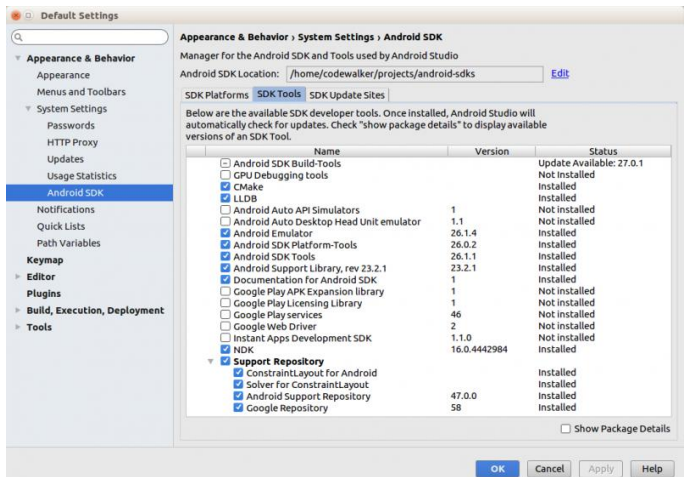 Default Settings
Appearance & Behavior › System Settings › Android SDK
Manager for the Android SDK and Tools used by Android Studio
Android SDK Location: /home/codewalker/projects/android-sdks Edit
Appearance & Behavior
Appearance
Menus and Toolbars
System Settings
Passwords
HTTP Proxy
Updates
Usage Statistics
Android SDK
Notifications
Quick Lists
Path Variables
Keymap
Editor
Plugins
Build, Execution, Deployment
Tools
SDK Platforms SDK Tools SDK Update Sites
Below are the available SDK developer tools. Once installed, Android Studio will
automatically check for updates. Check "show package details" to display available
versions of an SDK Tool.
Name Version Status
Android SDK Build-Tools Update Available: 27.0.1
GPU Debugging tools Not Installed
CMake Installed
LLDB Installed
Android Auto API Simulators 1 Not installed
Android Auto Desktop Head Unit emulator 1.1 Not installed
Android Emulator 26.1.4 Installed
Android SDK Platform-Tools 26.0.2 Installed
Android SDK Tools 26.1.1 Installed
Android Support Library, rev 23.2.1 23.2.1 Installed
Documentation for Android SDK 1 Installed
Google Play APK Expansion library 1 Not installed
Google Play Licensing Library 1 Not installed
Google Play services 46 Not installed
Google Web Driver 2 Not installed
Instant Apps Development SDK 1.1.0 Not installed
NDK 16.0.4442984 Installed
Support Repository
ConstraintLayout for Android Installed
Solver for ConstraintLayout Installed
Android Support Repository 47.0.0 Installed
Google Repository 58 Installed
Show Package Details
OK Cancel Apply Help